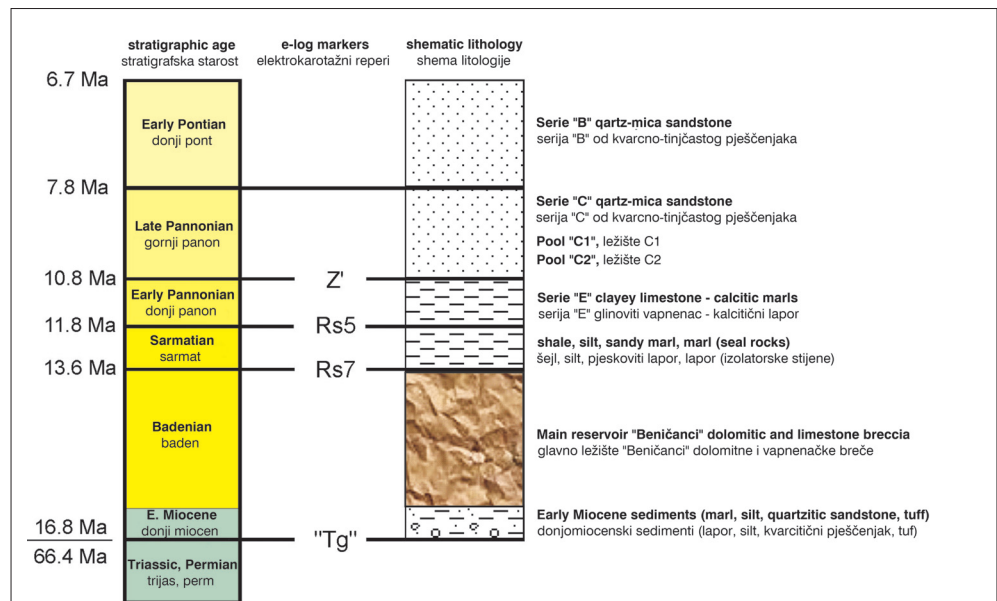 stratigraphic age
stratigrafska starost
e-log markers
elektrokarotažni reperi
shematic lithology
shema litologije
6.7 Ma
Early Pontian
donji pont
Serie "B" qartz-mica sandstone
serija "B" od kvarcno-tinjčastog pješčenjaka
7.8 Ma
Late Pannonian
gornji panon
Serie "C" qartz-mica sandstone
serija "C" od kvarcno-tinjčastog pješčenjaka
Pool "C1", ležište C1
Pool "C2", ležište C2
10.8 Ma
Z'
Early Pannonian
donji panon
Serie "E" clayey limestone - calcitic marls
serija "E" glinoviti vapnenac - kalcitični lapor
11.8 Ma
Rs5
Sarmatian
sarmat
shale, silt, sandy marl, marl (seal rocks)
šejl, silt, pjeskoviti lapor, lapor (izolatorske stijene)
13.6 Ma
Rs7
Badenian
baden
Main reservoir "Beničanci" dolomitic and limestone breccia
glavno ležište "Beničanci" dolomitne i vapnenačke breče
E. Miocene
donji miocen
Early Miocene sediments (marl, silt, quartzitic sandstone, tuff)
donjomiocenski sedimenti (lapor, silt, kvarcitični pješčenjak, tuf)
16.8 Ma
"Tg"
66.4 Ma
Triassic, Permian
trijas, perm